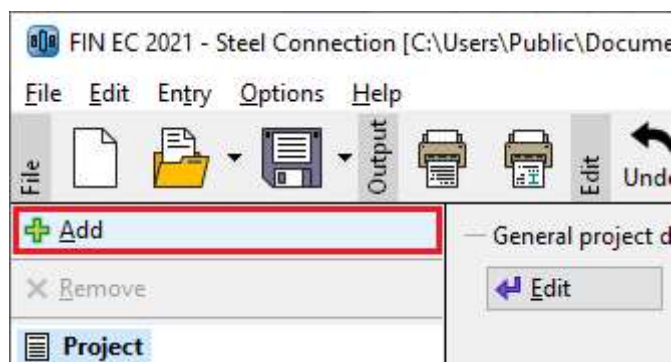 FIN EC 2021 - Steel Connection [C:\Users\Public\Docume
File Edit Entry Options Help
File
Output
Edit
Und
Add
General project d
Remove
Edit
Project